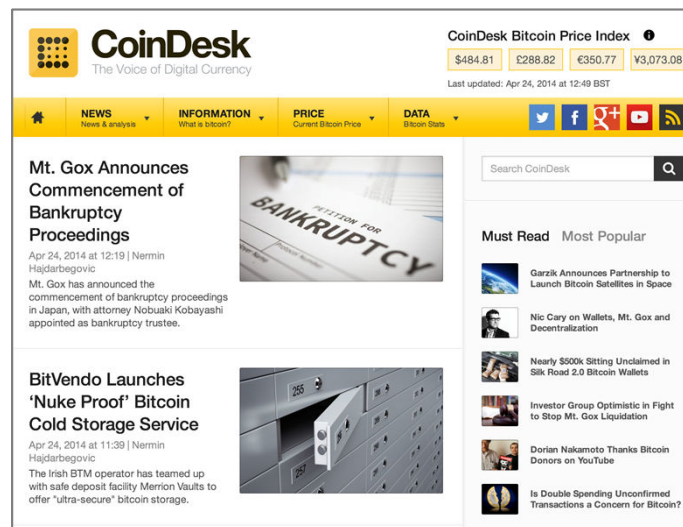 CoinDesk
The Voice of Digital Currency
CoinDesk Bitcoin Price Index
$484.81 £288.82 €350.77 ¥3,073.08
Last updated: Apr 24, 2014 at 12:49 BST
NEWS
News & analysis
INFORMATION
What is bitcoin?
PRICE
Current Bitcoin Price
DATA
Bitcoin Stats
Mt. Gox Announces
Commencement of
Bankruptcy
Proceedings
Apr 24, 2014 at 12:19 | Nermin
Hajdarbegovic
Mt. Gox has announced the
commencement of bankruptcy proceedings
in Japan, with attorney Nobuaki Kobayashi
appointed as bankruptcy trustee.
PETITION FOR
BANKRUPTCY
BitVendo Launches
‘Nuke Proof’ Bitcoin
Cold Storage Service
Apr 24, 2014 at 11:39 | Nermin
Hajdarbegovic
The Irish BTM operator has teamed up
with safe deposit facility Merrion Vaults to
offer "ultra-secure" bitcoin storage.
255
257
Search CoinDesk
Must Read Most Popular
Garzik Announces Partnership to
Launch Bitcoin Satellites in Space
Nic Cary on Wallets, Mt. Gox and
Decentralization
Nearly $500k Sitting Unclaimed in
Silk Road 2.0 Bitcoin Wallets
Investor Group Optimistic in Fight
to Stop Mt. Gox Liquidation
Dorian Nakamoto Thanks Bitcoin
Donors on YouTube
Is Double Spending Unconfirmed
Transactions a Concern for Bitcoin?